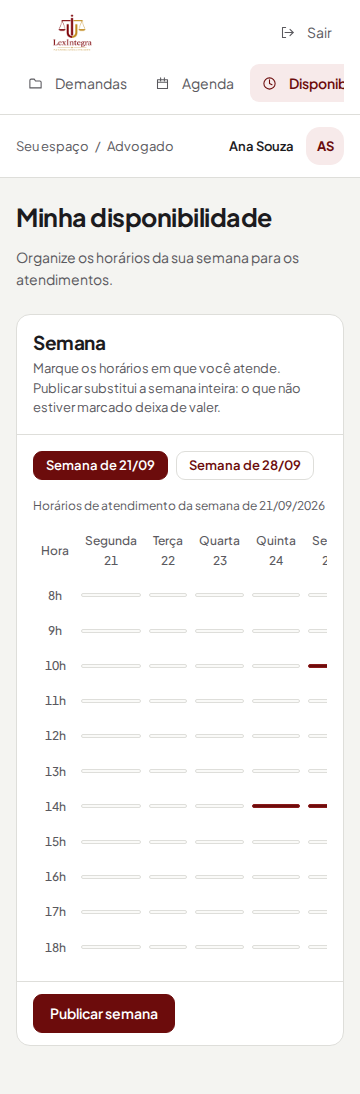 LexIntegra
Sair
Demandas
Agenda
Disponib
Seu espaço / Advogado
Ana Souza
AS
Minha disponibilidade
Organize os horários da sua semana para os
atendimentos.
Semana
Marque os horários em que você atende.
Publicar substitui a semana inteira: o que não
estiver marcado deixa de valer.
Semana de 21/09
Semana de 28/09
Horários de atendimento da semana de 21/09/2026
Hora
Segunda
21
Terça
22
Quarta
23
Quinta
24
Se
2
8h
9h
10h
11h
12h
13h
14h
15h
16h
17h
18h
Publicar semana